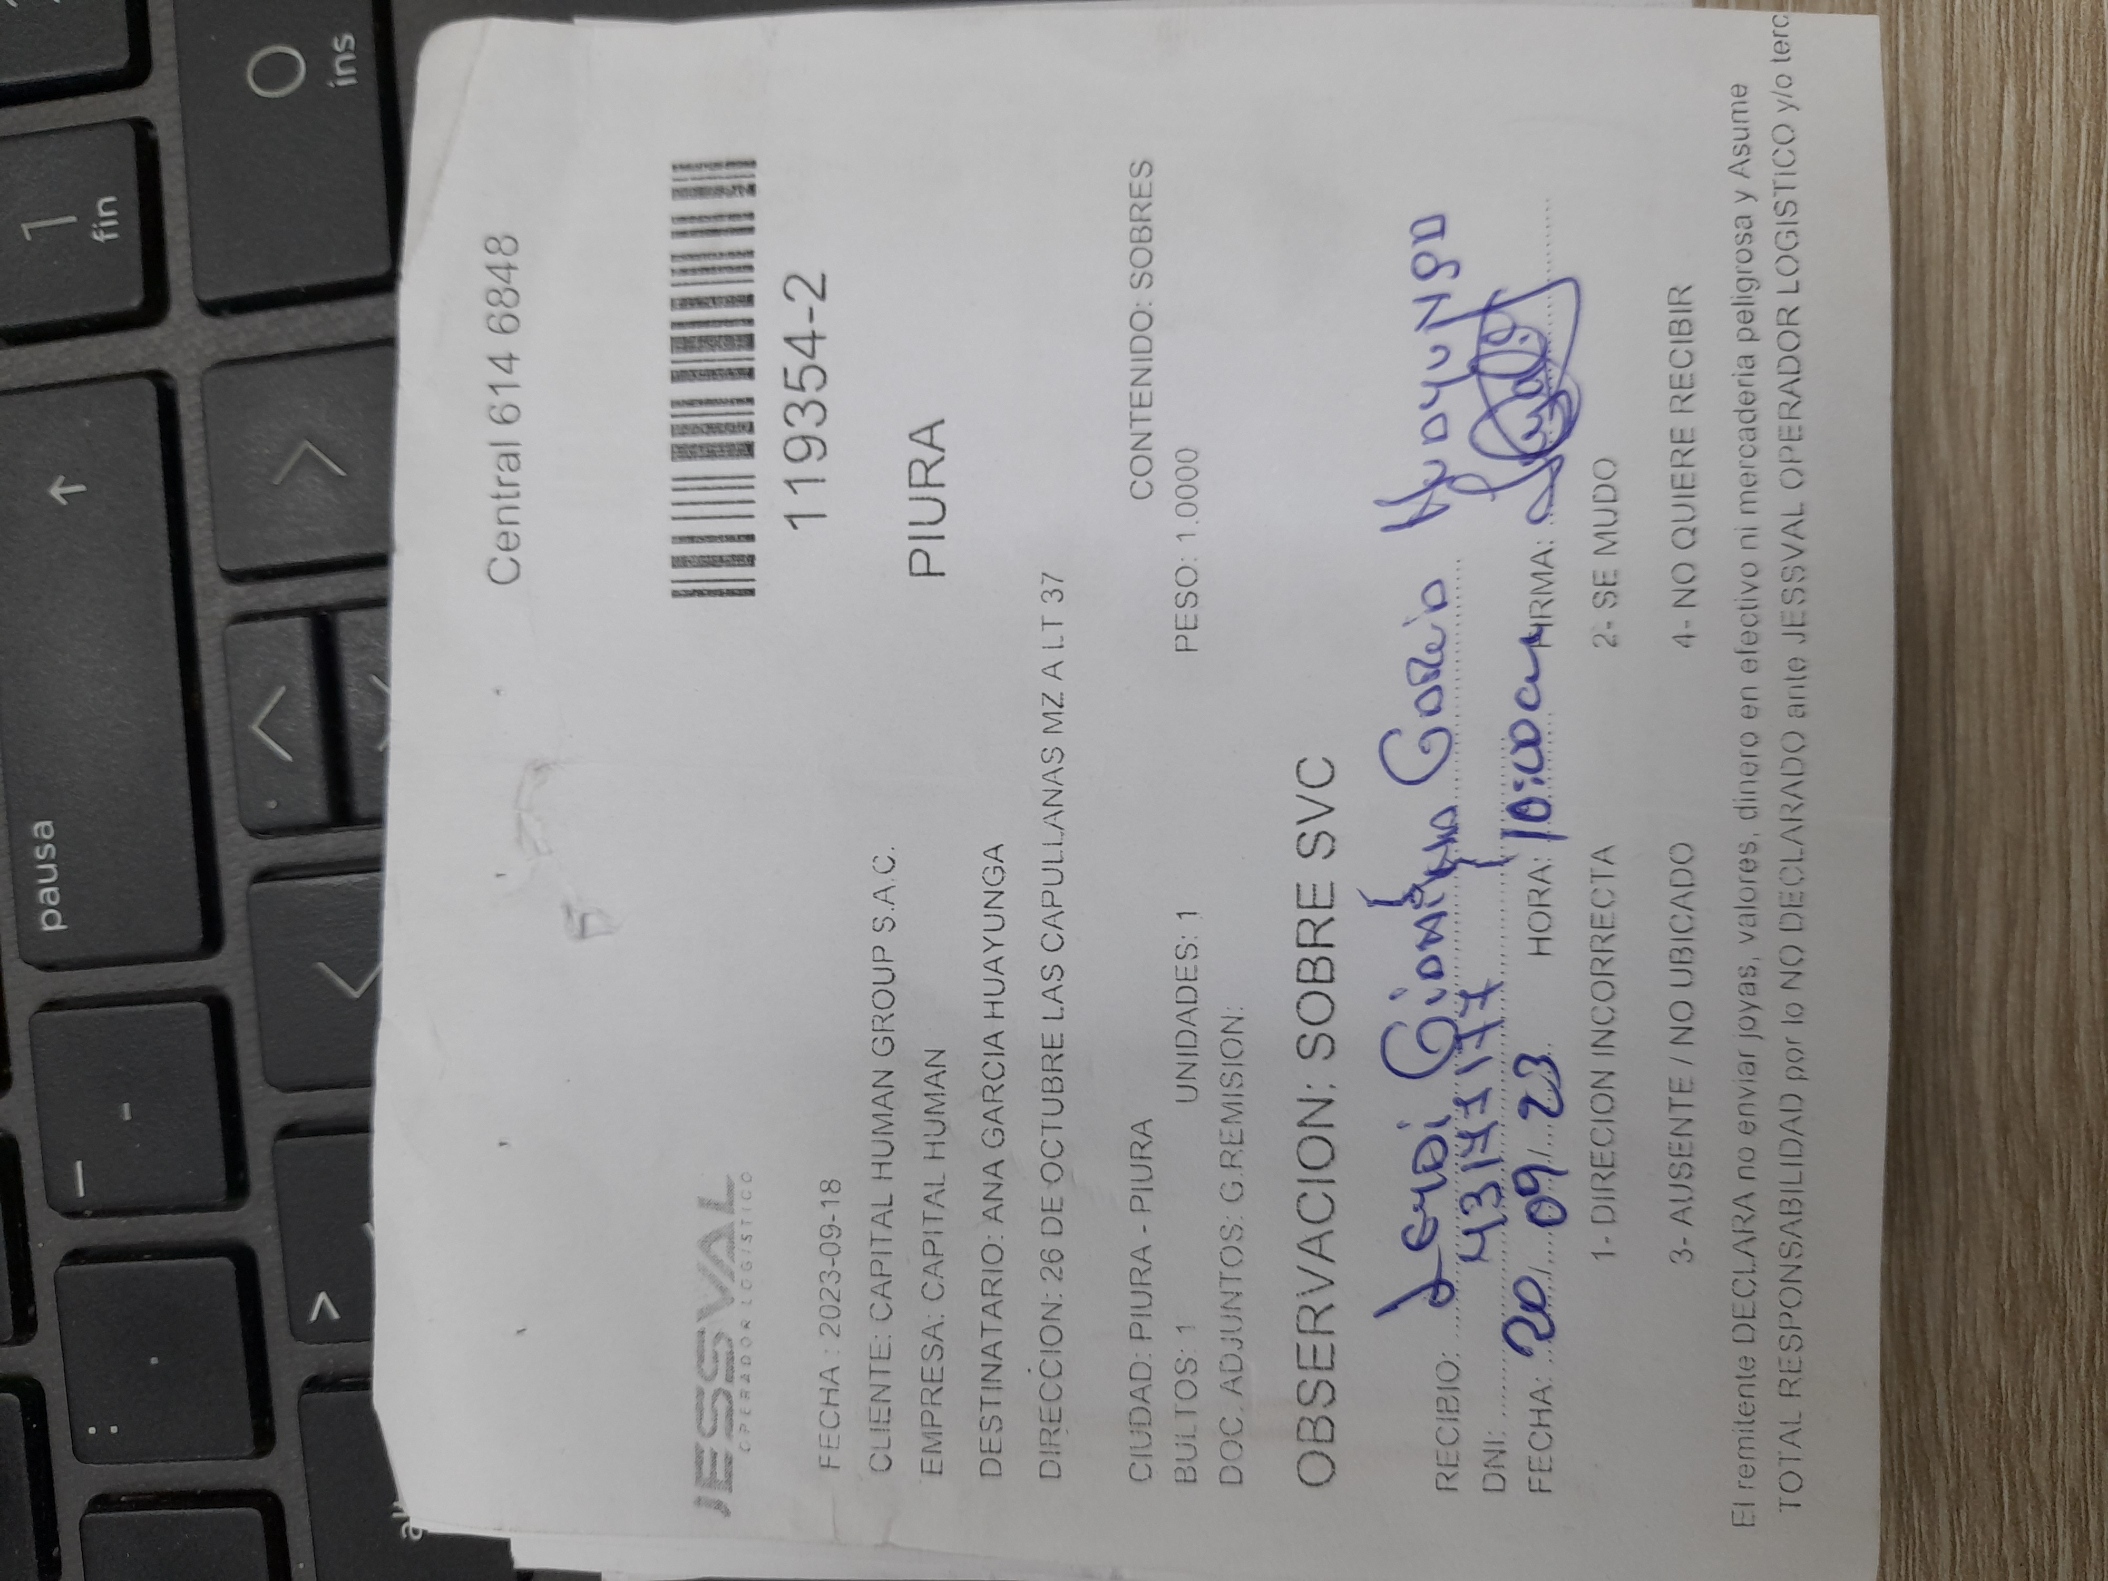 pausa
1
fin
0
ins
Central 614 6848
JESSVAL
OPERADOR LOGISTICO
119354-2
FECHA : 2023-09-18
CLIENTE: CAPITAL HUMAN GROUP S.A.C.
EMPRESA: CAPITAL HUMAN
PIURA
DESTINATARIO: ANA GARCIA HUAYUNGA
DIRECCION: 26 DE OCTUBRE LAS CAPULLANAS MZ A LT 37
CIUDAD: PIURA - PIURA CONTENIDO: SOBRES
BULTOS: 1 UNIDADES: 1 PESO: 1.0000
DOC. ADJUNTOS: G.REMISION:
OBSERVACION: SOBRE SVC
RECIBIO: Garcia Huayunga
DNI: 43177177
FECHA: 20/09/23 HORA: 10:00am FIRMA:
1- DIRECION INCORRECTA 2- SE MUDO
3- AUSENTE / NO UBICADO 4- NO QUIERE RECIBIR
El remitente DECLARA no enviar joyas, valores, dinero en efectivo ni mercaderia peligrosa y Asume
TOTAL RESPONSABILIDAD por lo NO DECLARADO ante JESSVAL OPERADOR LOGISTICO y/o terc